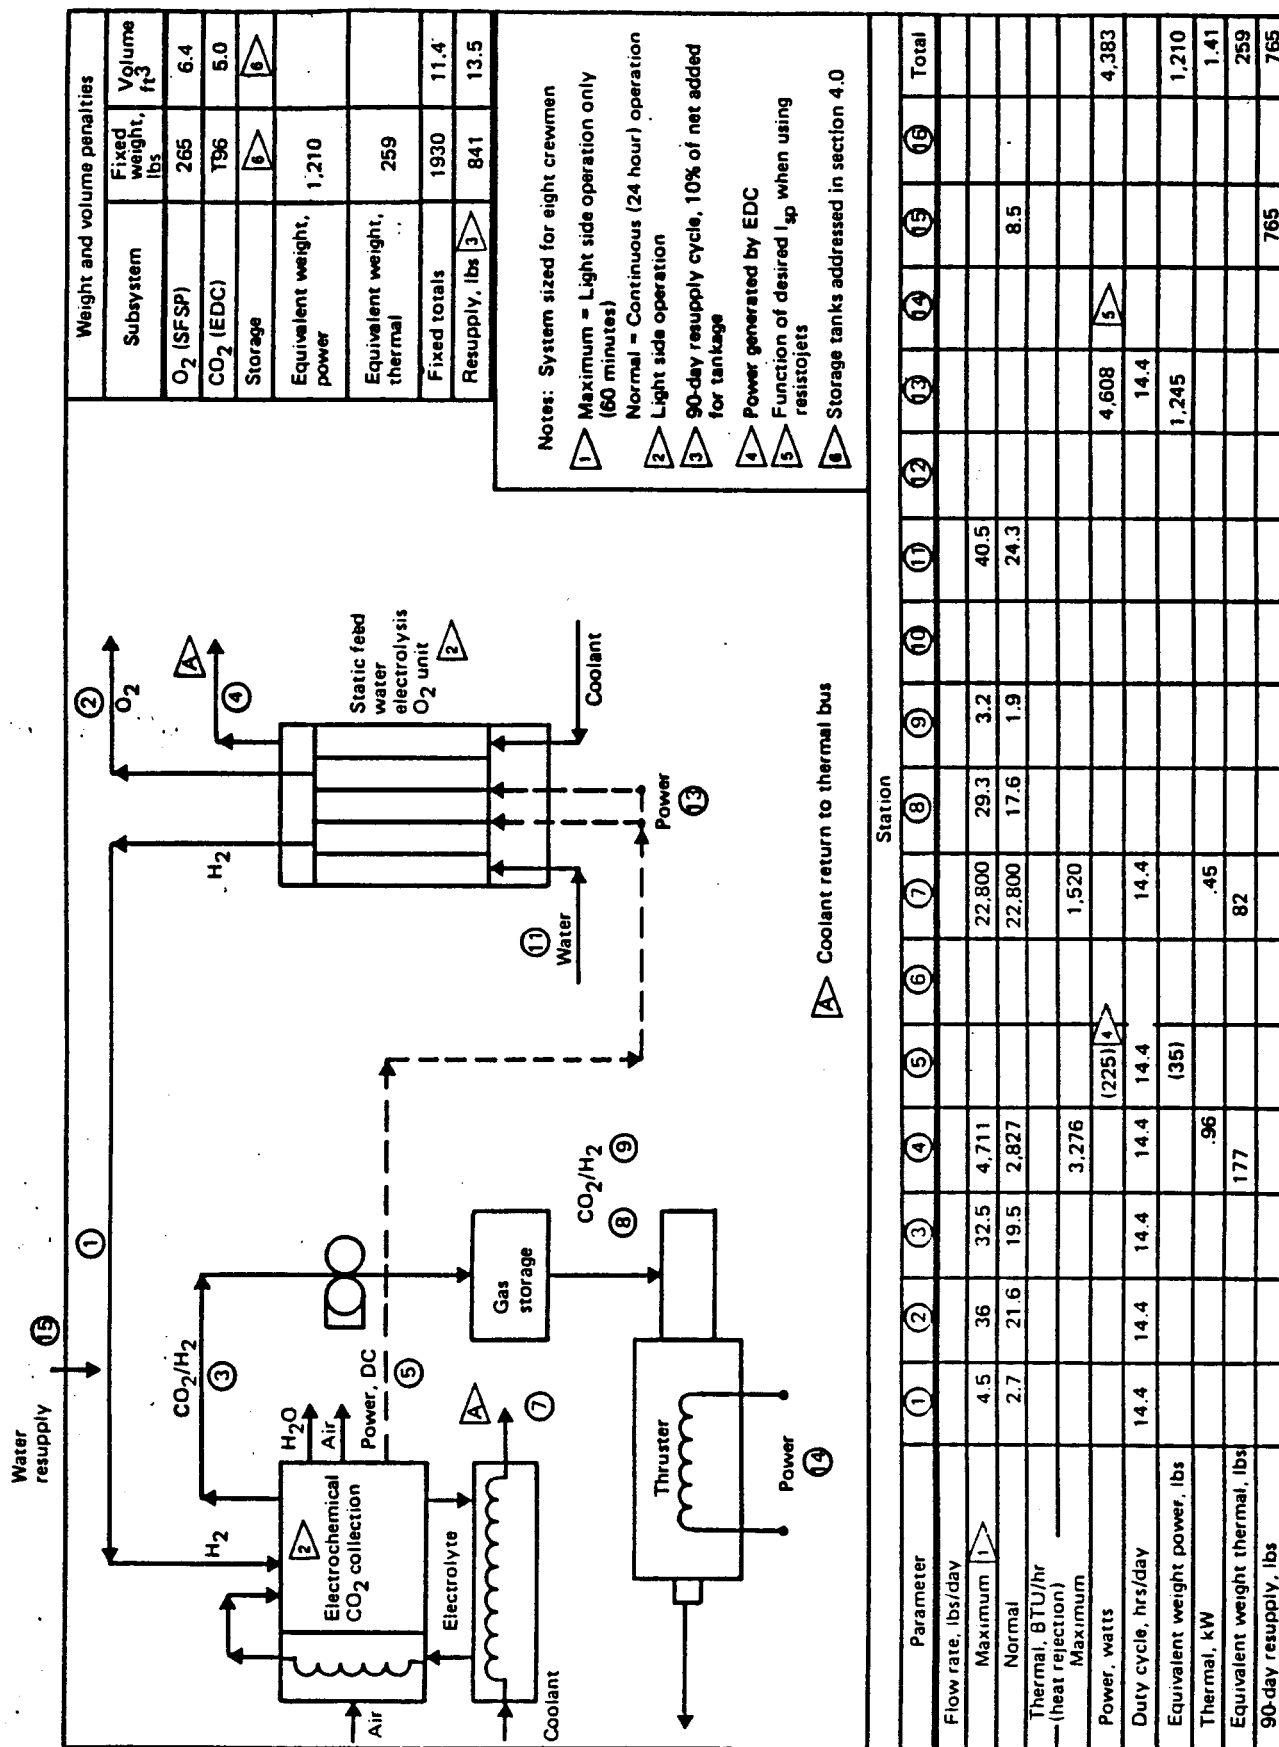 Water
resupply
⑮
①
H2
CO2/H2
③
H2
H2O
Air
Power, DC
⑤
2
Electrochemical
CO2 collection
Air
Electrolyte
A
⑦
Coolant
Gas
storage
CO2/H2
⑧ ⑨
Thruster
Power
⑭
②
O2
A
④
Static feed
water
electrolysis
O2 unit
2
⑪
Water
Coolant
Power
⑬
A Coolant return to thermal bus
Weight and volume penalties
Subsystem | Fixed weight, lbs | Volume ft3
O2 (SFSP) | 265 | 6.4
CO2 (EDC) | 196 | 5.0
Storage | 6 | 6
Equivalent weight, power | 1,210
Equivalent weight, thermal | 259
Fixed totals | 1930 | 11.4
Resupply, lbs 3 | 841 | 13.5
Notes: System sized for eight crewmen
1 Maximum = Light side operation only
(60 minutes)
Normal = Continuous (24 hour) operation
2 Light side operation
3 90-day resupply cycle, 10% of net added
for tankage
4 Power generated by EDC
5 Function of desired Isp when using
resistojets
6 Storage tanks addressed in section 4.0
Station
Parameter | ① | ② | ③ | ④ | ⑤ | ⑥ | ⑦ | ⑧ | ⑨ | ⑩ | ⑪ | ⑫ | ⑬ | ⑭ | ⑮ | ⑯ | Total
Flow rate, lbs/day
Maximum 1 | 4.5 | 36 | 32.5 | 4,711 | | | 22,800 | 29.3 | 3.2 | | 40.5
Normal | 2.7 | 21.6 | 19.5 | 2,827 | | | 22,800 | 17.6 | 1.9 | | 24.3 | | | | 8.5
Thermal, BTU/hr
(heat rejection)
Maximum | | | | 3,276 | | | 1,520
Power, watts | | | | | (225) 4 | | | | | | | | 4,608 | 5 | | | 4,383
Duty cycle, hrs/day | 14.4 | 14.4 | 14.4 | 14.4 | 14.4 | | 14.4 | | | | | | 14.4
Equivalent weight power, lbs | | | | | (35) | | | | | | | | 1,245 | | | | 1,210
Thermal, kW | | | | .96 | | | .45 | | | | | | | | | | 1.41
Equivalent weight thermal, lbs | | | | 177 | | | 82 | | | | | | | | | | 259
90-day resupply, lbs | | | | | | | | | | | | | | | 765 | | 765